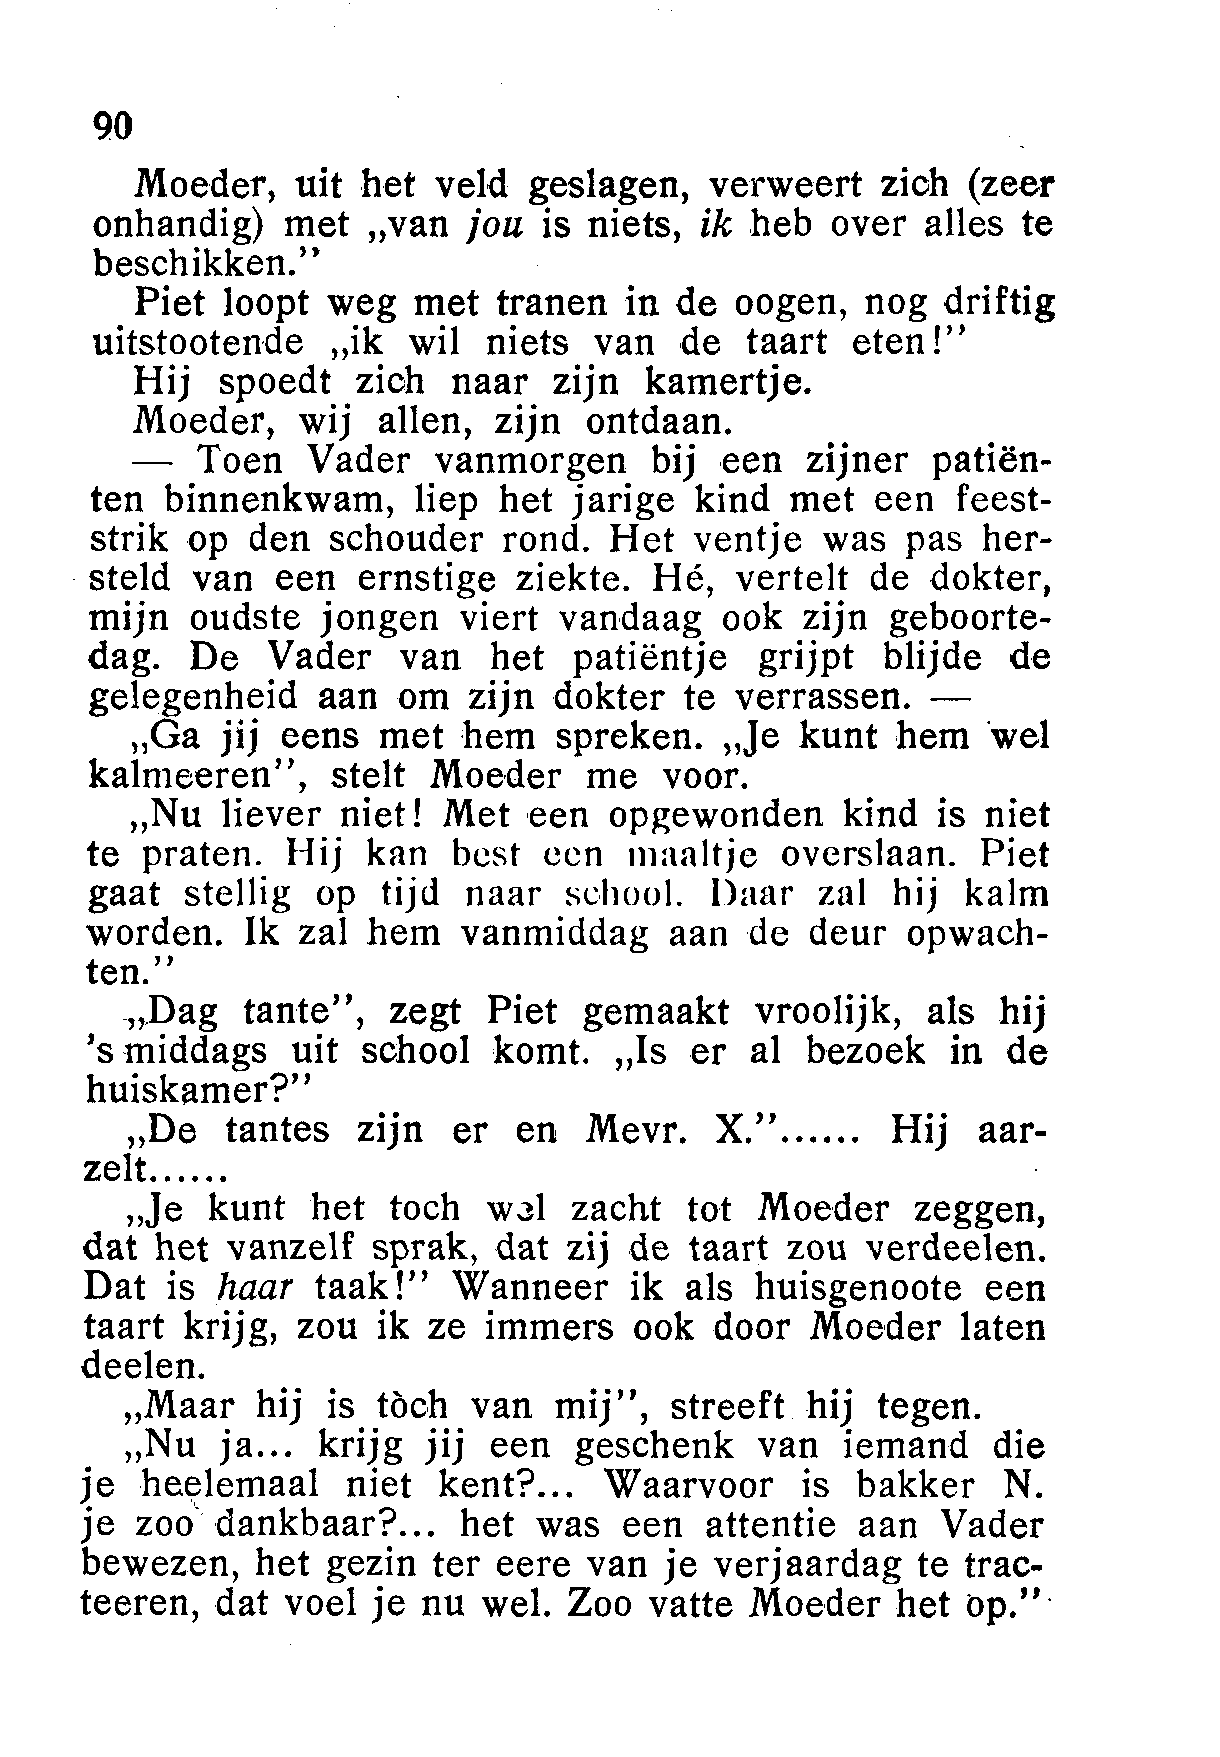 90
Moeder, uit het veld geslagen, verweert zich (zeer
onhandig) met „van jou is niets, ik heb over alles te
beschikken.”
Piet loopt weg met tranen in de oogen, nog driftig
uitstootende „ik wil niets van de taart eten!”
Hij spoedt zich naar zijn kamertje.
Moeder, wij allen, zijn ontdaan.
— Toen Vader vanmorgen bij een zijner patiën-
ten binnenkwam, liep het jarige kind met een feest-
strik op den schouder rond. Het ventje was pas her-
steld van een ernstige ziekte. Hé, vertelt de dokter,
mijn oudste jongen viert vandaag ook zijn geboorte-
dag. De Vader van het patiëntje grijpt blijde de
gelegenheid aan om zijn dokter te verrassen. —
„Ga jij eens met hem spreken. „Je kunt hem wel
kalmeeren”, stelt Moeder me voor.
„Nu liever niet! Met een opgewonden kind is niet
te praten. Hij kan best een maaltje overslaan. Piet
gaat stellig op tijd naar school. Daar zal hij kalm
worden. Ik zal hem vanmiddag aan de deur opwach-
ten.”
„Dag tante”, zegt Piet gemaakt vroolijk, als hij
's middags uit school komt. „Is er al bezoek in de
huiskamer?”
„De tantes zijn er en Mevr. X.”...... Hij aar-
zelt......
„Je kunt het toch wel zacht tot Moeder zeggen,
dat het vanzelf sprak, dat zij de taart zou verdeelen.
Dat is haar taak!” Wanneer ik als huisgenoote een
taart krijg, zou ik ze immers ook door Moeder laten
deelen.
„Maar hij is tòch van mij”, streeft hij tegen.
„Nu ja... krijg jij een geschenk van iemand die
je heelemaal niet kent?... Waarvoor is bakker N.
je zoo dankbaar?... het was een attentie aan Vader
bewezen, het gezin ter eere van je verjaardag te trac-
teeren, dat voel je nu wel. Zoo vatte Moeder het op.”